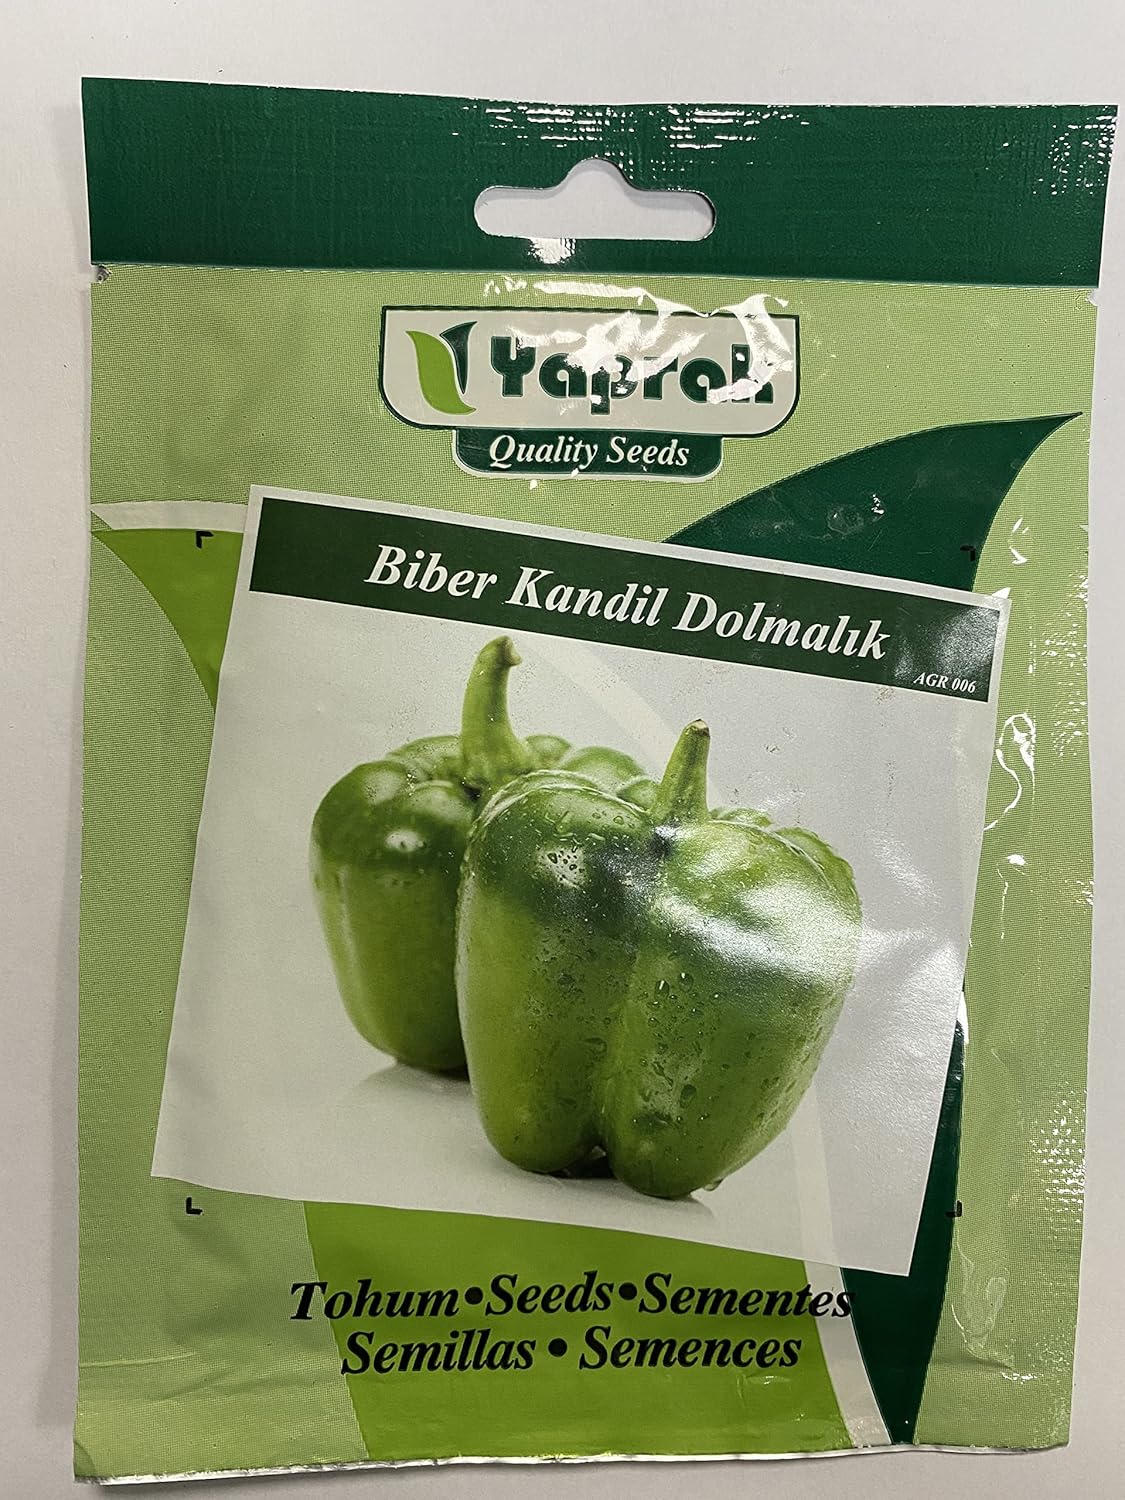 Yaprak
Quality Seeds
Biber Kandil Dolmalık
AGR 006
Tohum•Seeds•Sementes
Semillas • Semences